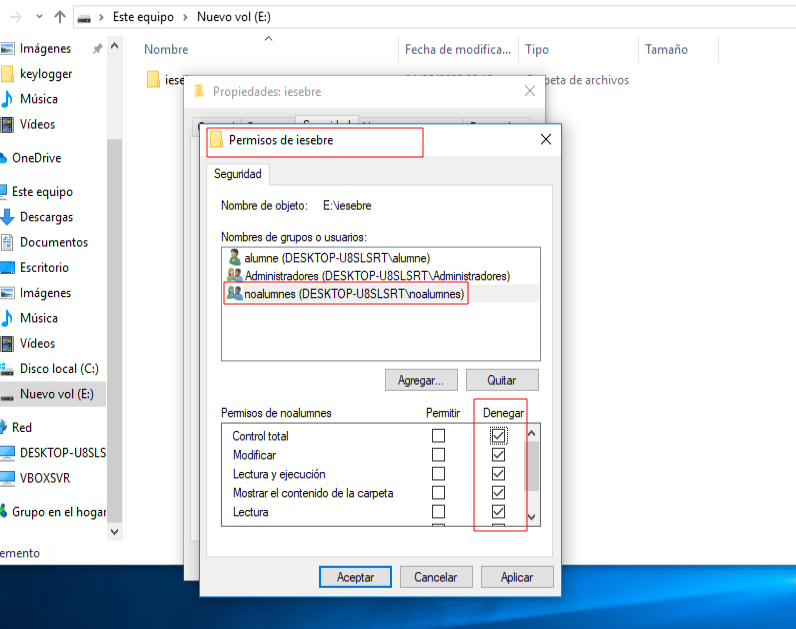 Este equipo > Nuevo vol (E:)
Nombre Fecha de modifica... Tipo Tamaño
Imágenes
keylogger
Música
Vídeos
OneDrive
Este equipo
Descargas
Documentos
Escritorio
Imágenes
Música
Vídeos
Disco local (C:)
Nuevo vol (E:)
Red
DESKTOP-U8SLS
VBOXSVR
Grupo en el hogar
emento
de archivos
Propiedades: iesebre
Permisos de iesebre
Seguridad
Nombre de objeto: E:\iesebre
Nombres de grupos o usuarios:
alumne (DESKTOP-U8SLSRT\alumne)
Administradores (DESKTOP-U8SLSRT\Administradores)
noalumnes (DESKTOP-U8SLSRT\noalumnes)
Agregar... Quitar
Permisos de noalumnes Permitir Denegar
Control total
Modificar
Lectura y ejecución
Mostrar el contenido de la carpeta
Lectura
Aceptar Cancelar Aplicar